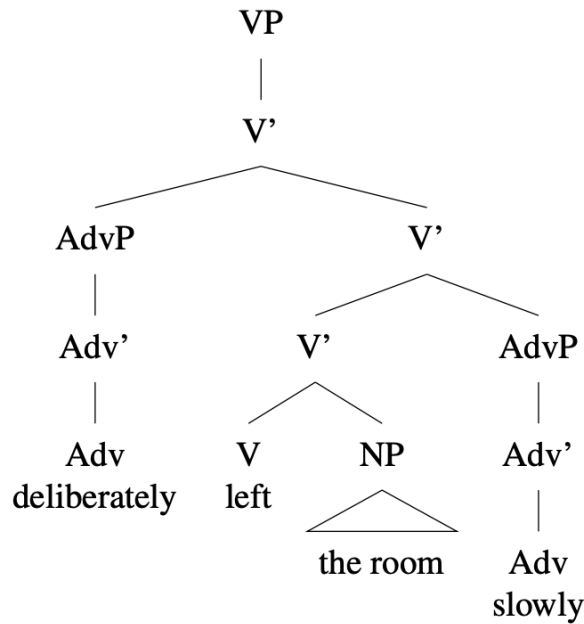 VP
V’
AdvP V’
Adv’ V’ AdvP
Adv V NP Adv’
deliberately left
the room Adv
slowly